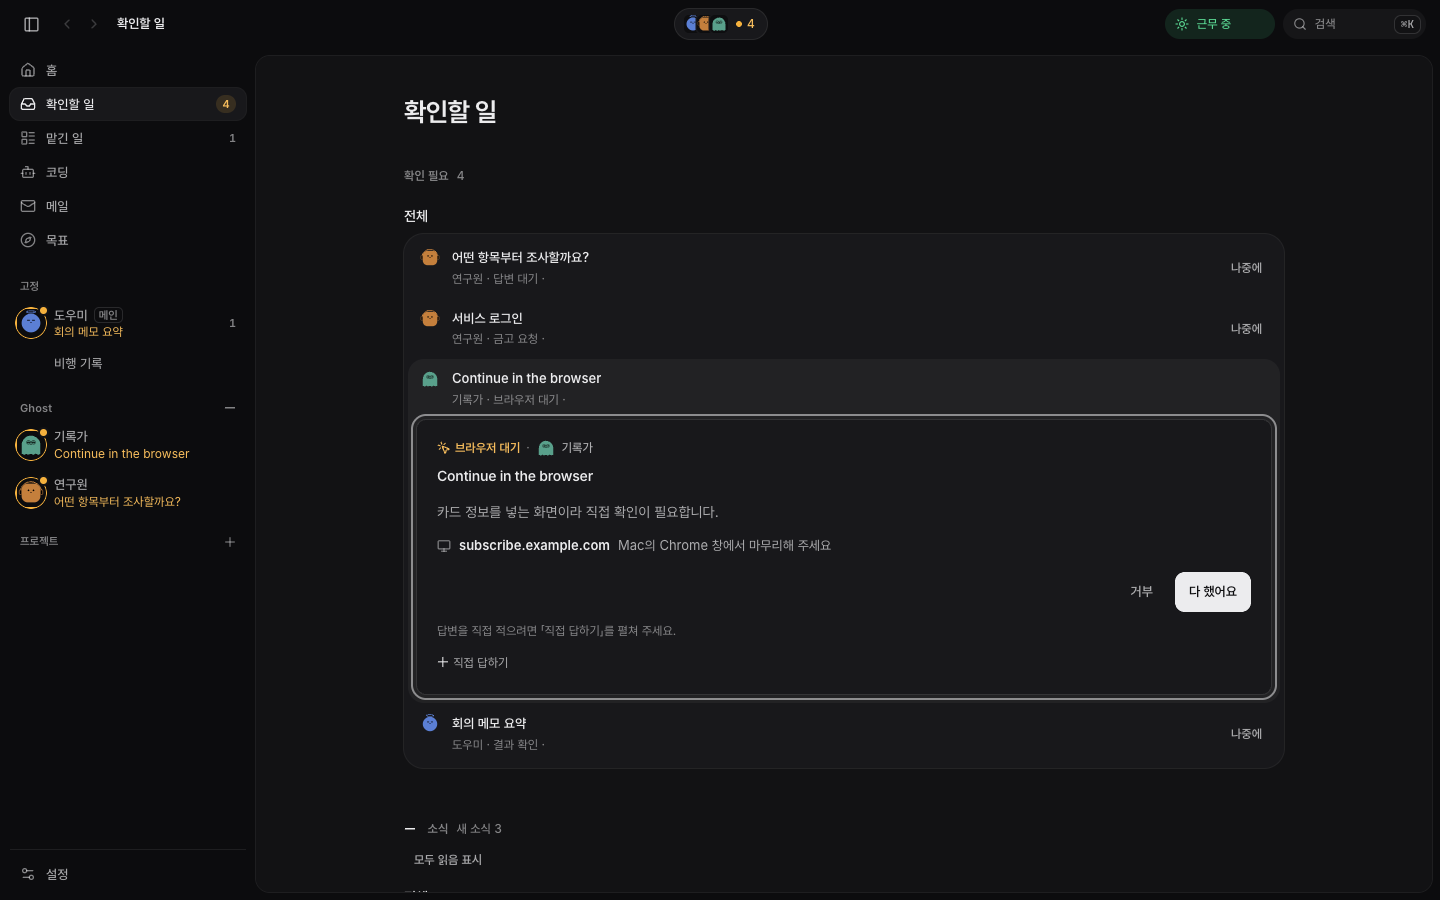 확인할 일
4
근무 중
검색
⌘K
홈
확인할 일 4
맡긴 일 1
코딩
메일
목표
고정
도우미 메인
회의 메모 요약
1
비행 기록
Ghost
기록가
Continue in the browser
연구원
어떤 항목부터 조사할까요?
프로젝트
설정
확인할 일
확인 필요 4
전체
어떤 항목부터 조사할까요?
연구원 · 답변 대기 ·
나중에
서비스 로그인
연구원 · 금고 요청 ·
나중에
Continue in the browser
기록가 · 브라우저 대기 ·
브라우저 대기 · 기록가
Continue in the browser
카드 정보를 넣는 화면이라 직접 확인이 필요합니다.
subscribe.example.com Mac의 Chrome 창에서 마무리해 주세요
거부
다 했어요
답변을 직접 적으려면 「직접 답하기」를 펼쳐 주세요.
직접 답하기
회의 메모 요약
도우미 · 결과 확인 ·
나중에
소식 새 소식 3
모두 읽음 표시